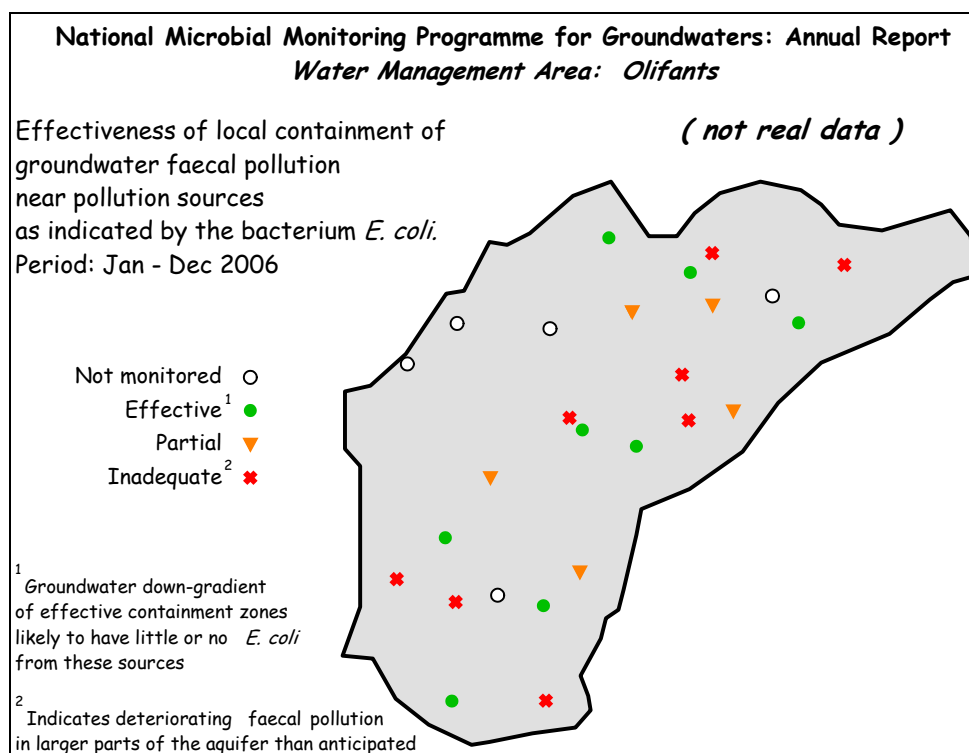 National Microbial Monitoring Programme for Groundwaters: Annual Report
Water Management Area: Olifants
( not real data )
Effectiveness of local containment of
groundwater faecal pollution
near pollution sources
as indicated by the bacterium E. coli.
Period: Jan - Dec 2006
Not monitored
Effective 1
Partial
Inadequate 2
1 Groundwater down-gradient
of effective containment zones
likely to have little or no E. coli
from these sources
2 Indicates deteriorating faecal pollution
in larger parts of the aquifer than anticipated